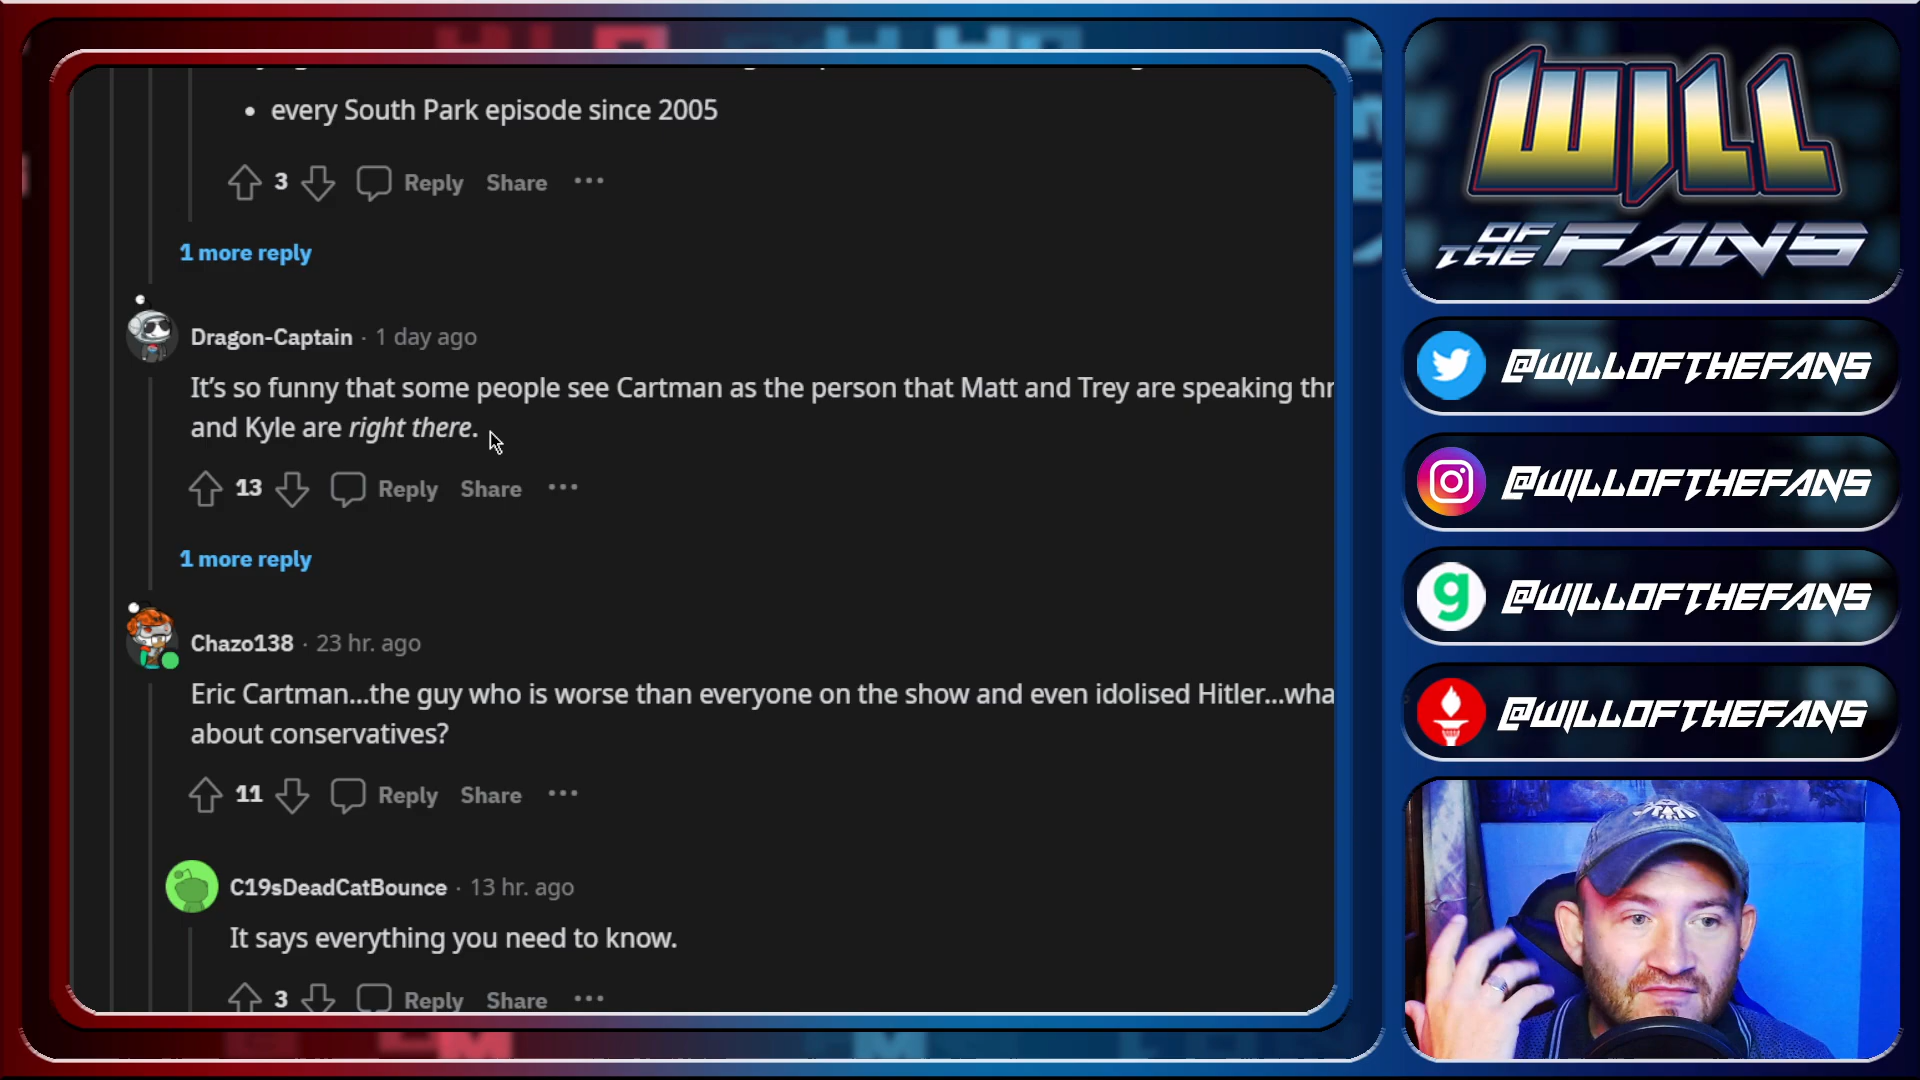 every South Park episode since 2005
3 Reply Share
1 more reply
Dragon-Captain · 1 day ago
It's so funny that some people see Cartman as the person that Matt and Trey are speaking thr
and Kyle are right there.
13 Reply Share
1 more reply
Chazo138 · 23 hr. ago
Eric Cartman...the guy who is worse than everyone on the show and even idolised Hitler...wha
about conservatives?
11 Reply Share
C19sDeadCatBounce · 13 hr. ago
It says everything you need to know.
3 Reply Share
WILL
OF THE FANS
@WILLOFTHEFANS
@WILLOFTHEFANS
g @WILLOFTHEFANS
@WILLOFTHEFANS